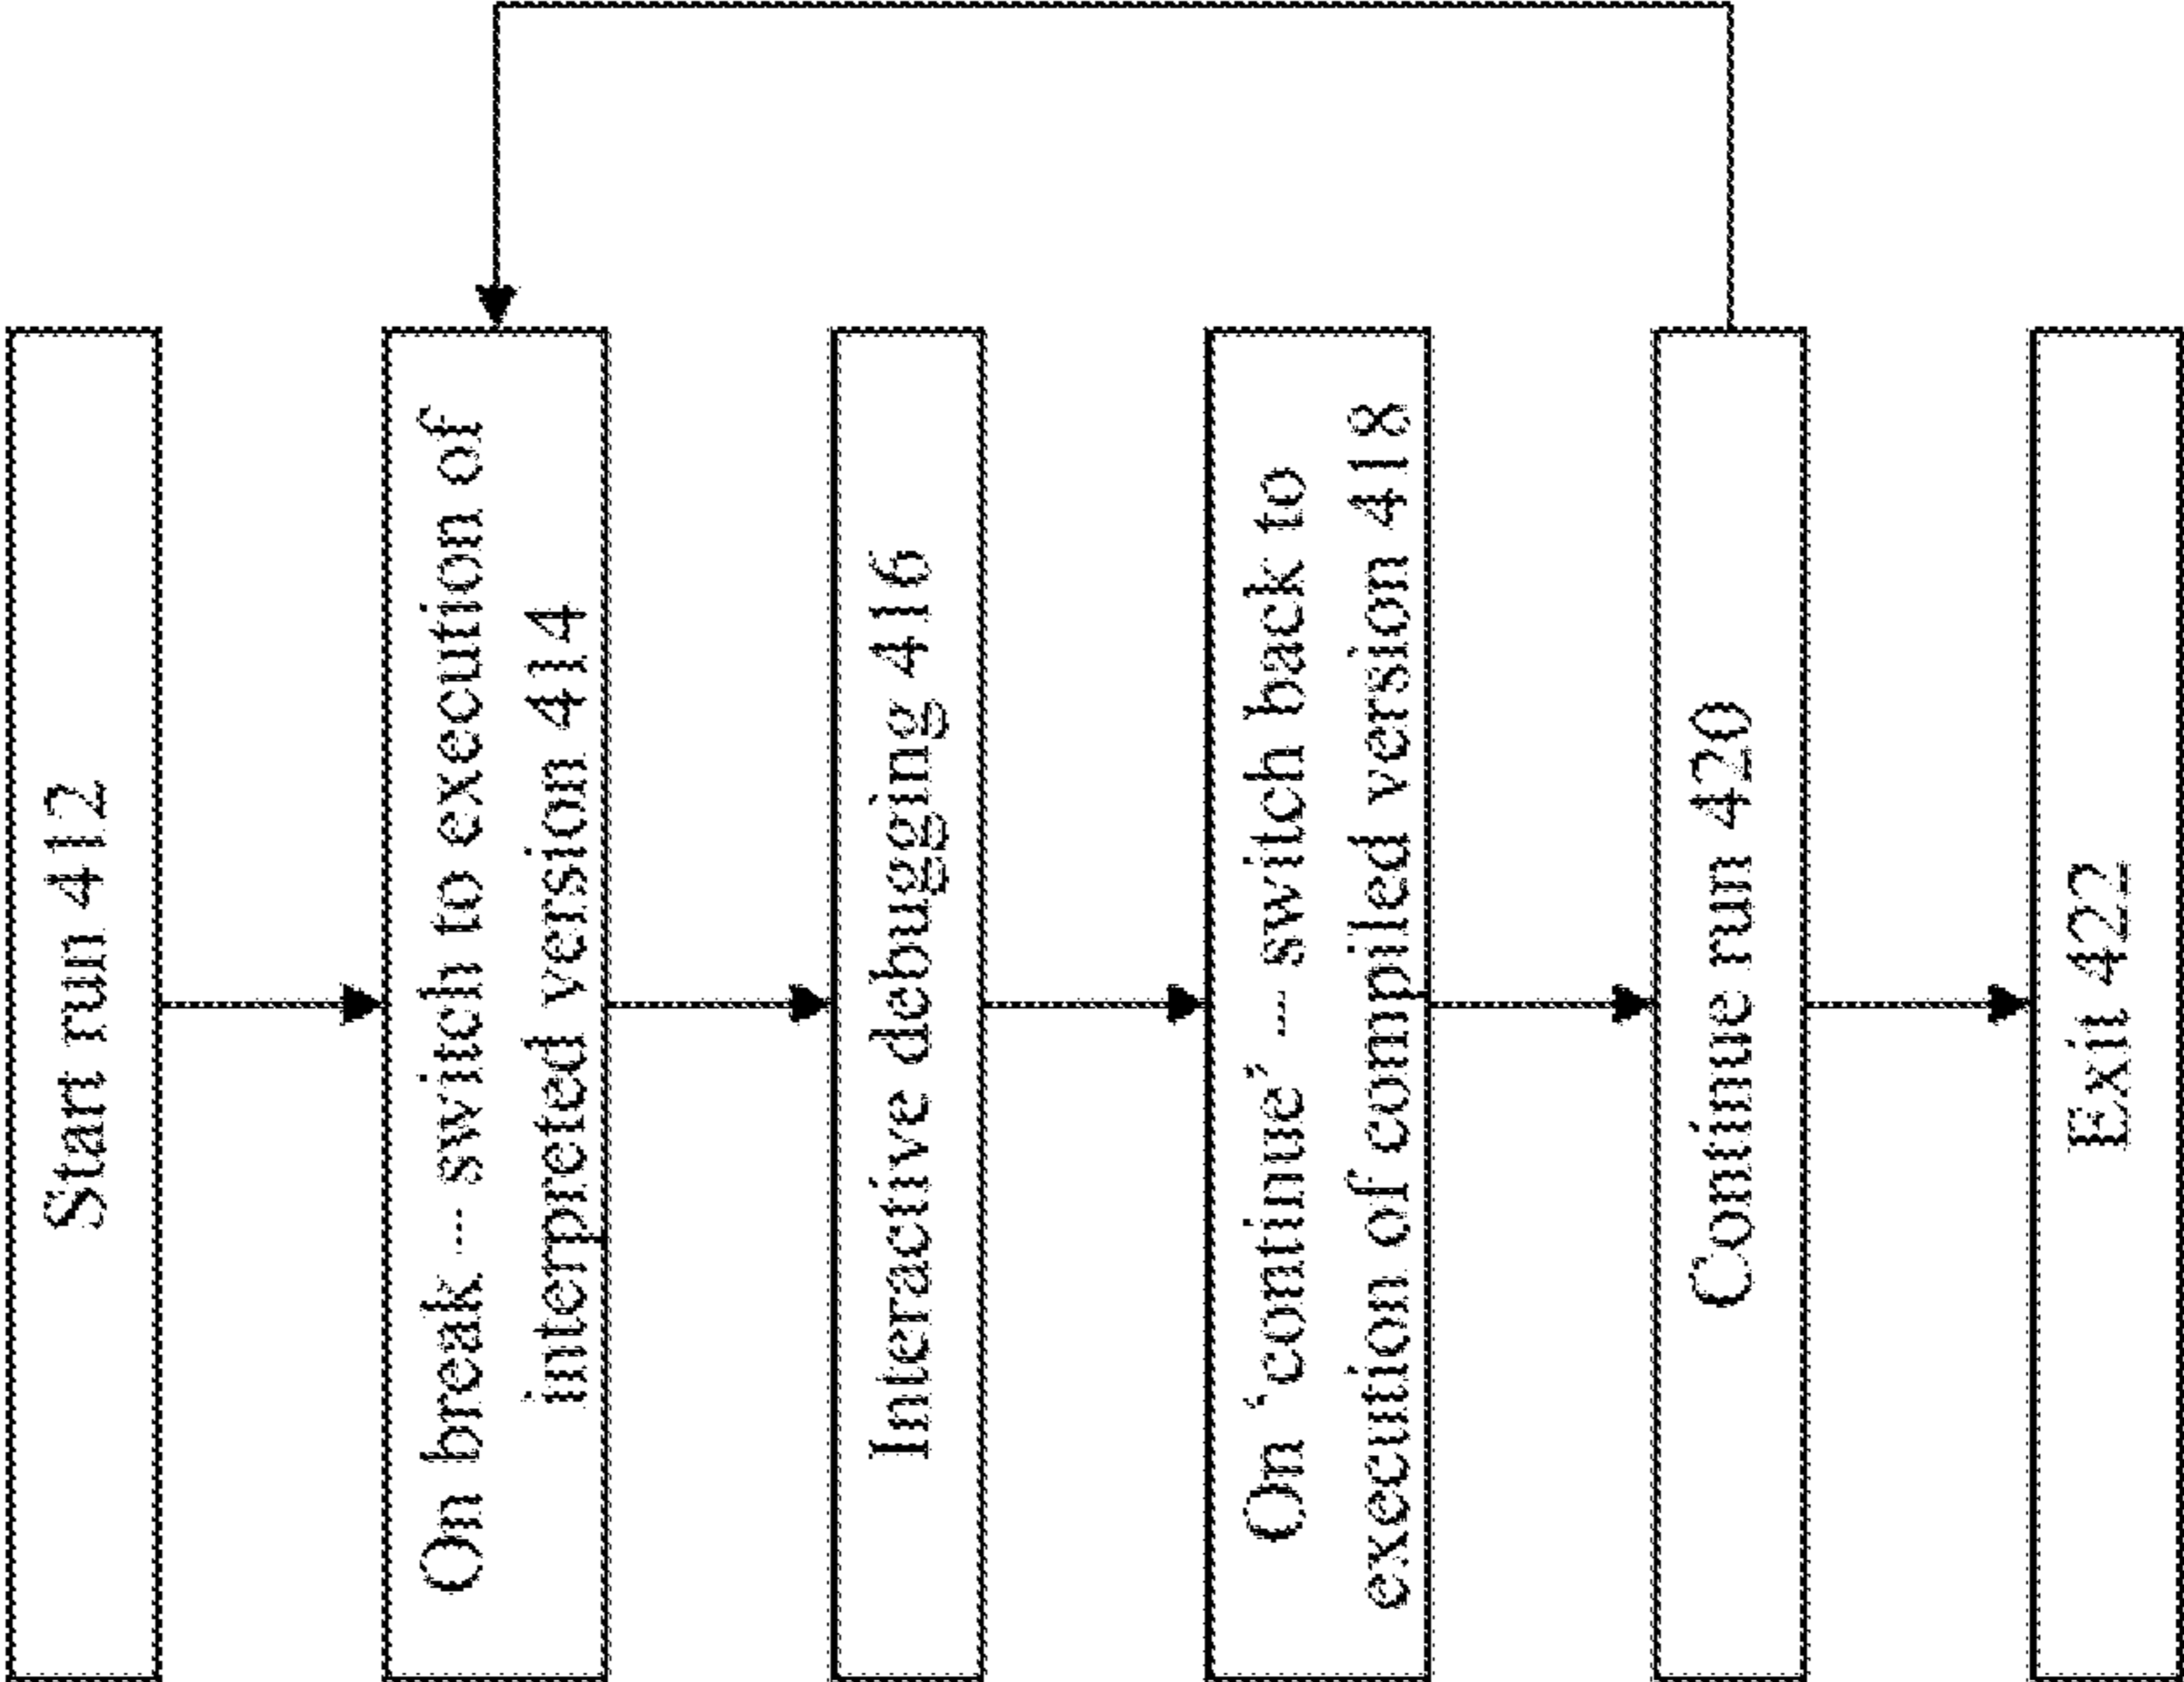 Start run 412
On break -- switch to execution of
interpreted version 414
Interactive debugging 416
On ‘continue’ -- switch back to
execution of compiled version 418
Continue run 420
Exit 422